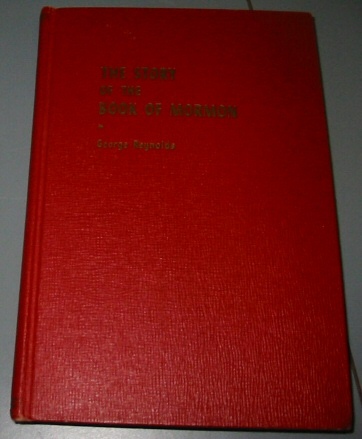 THE STORY
OF THE
BOOK OF MORMON
George Reynolds